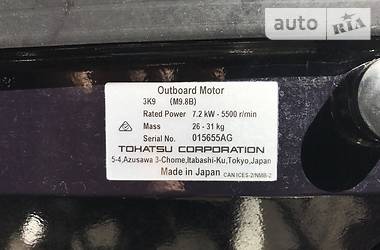 auto RIA
Outboard Motor
3K9 (M9.8B)
Rated Power 7.2 kW - 5500 r/min
Mass 26 - 31 kg
Serial No. 015655AG
TOHATSU CORPORATION
5-4,Azusawa 3-Chome,Itabashi-Ku,Tokyo,Japan
Made in Japan CAN ICES-2/NMB-2